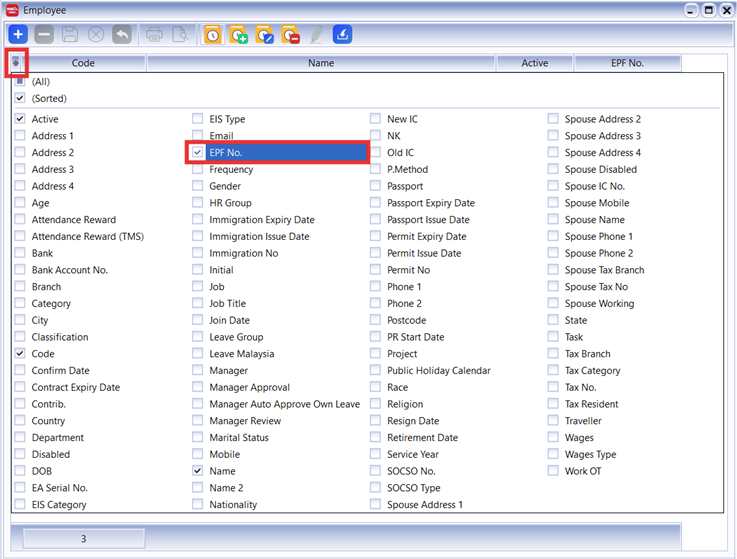 Employee
Code Name Active EPF No.
(All)
(Sorted)
Active
Address 1
Address 2
Address 3
Address 4
Age
Attendance Reward
Attendance Reward (TMS)
Bank
Bank Account No.
Branch
Category
City
Classification
Code
Confirm Date
Contract Expiry Date
Contrib.
Country
Department
Disabled
DOB
EA Serial No.
EIS Category
EIS Type
Email
EPF No.
Frequency
Gender
HR Group
Immigration Expiry Date
Immigration Issue Date
Immigration No
Initial
Job
Job Title
Join Date
Leave Group
Leave Malaysia
Manager
Manager Approval
Manager Auto Approve Own Leave
Manager Review
Marital Status
Mobile
Name
Name 2
Nationality
New IC
NK
Old IC
P.Method
Passport
Passport Expiry Date
Passport Issue Date
Permit Expiry Date
Permit Issue Date
Permit No
Phone 1
Phone 2
Postcode
PR Start Date
Project
Public Holiday Calendar
Race
Religion
Resign Date
Retirement Date
Service Year
SOCSO No.
SOCSO Type
Spouse Address 1
Spouse Address 2
Spouse Address 3
Spouse Address 4
Spouse Disabled
Spouse IC No.
Spouse Mobile
Spouse Name
Spouse Phone 1
Spouse Phone 2
Spouse Tax Branch
Spouse Tax No
Spouse Working
State
Task
Tax Branch
Tax Category
Tax No.
Tax Resident
Traveller
Wages
Wages Type
Work OT
3